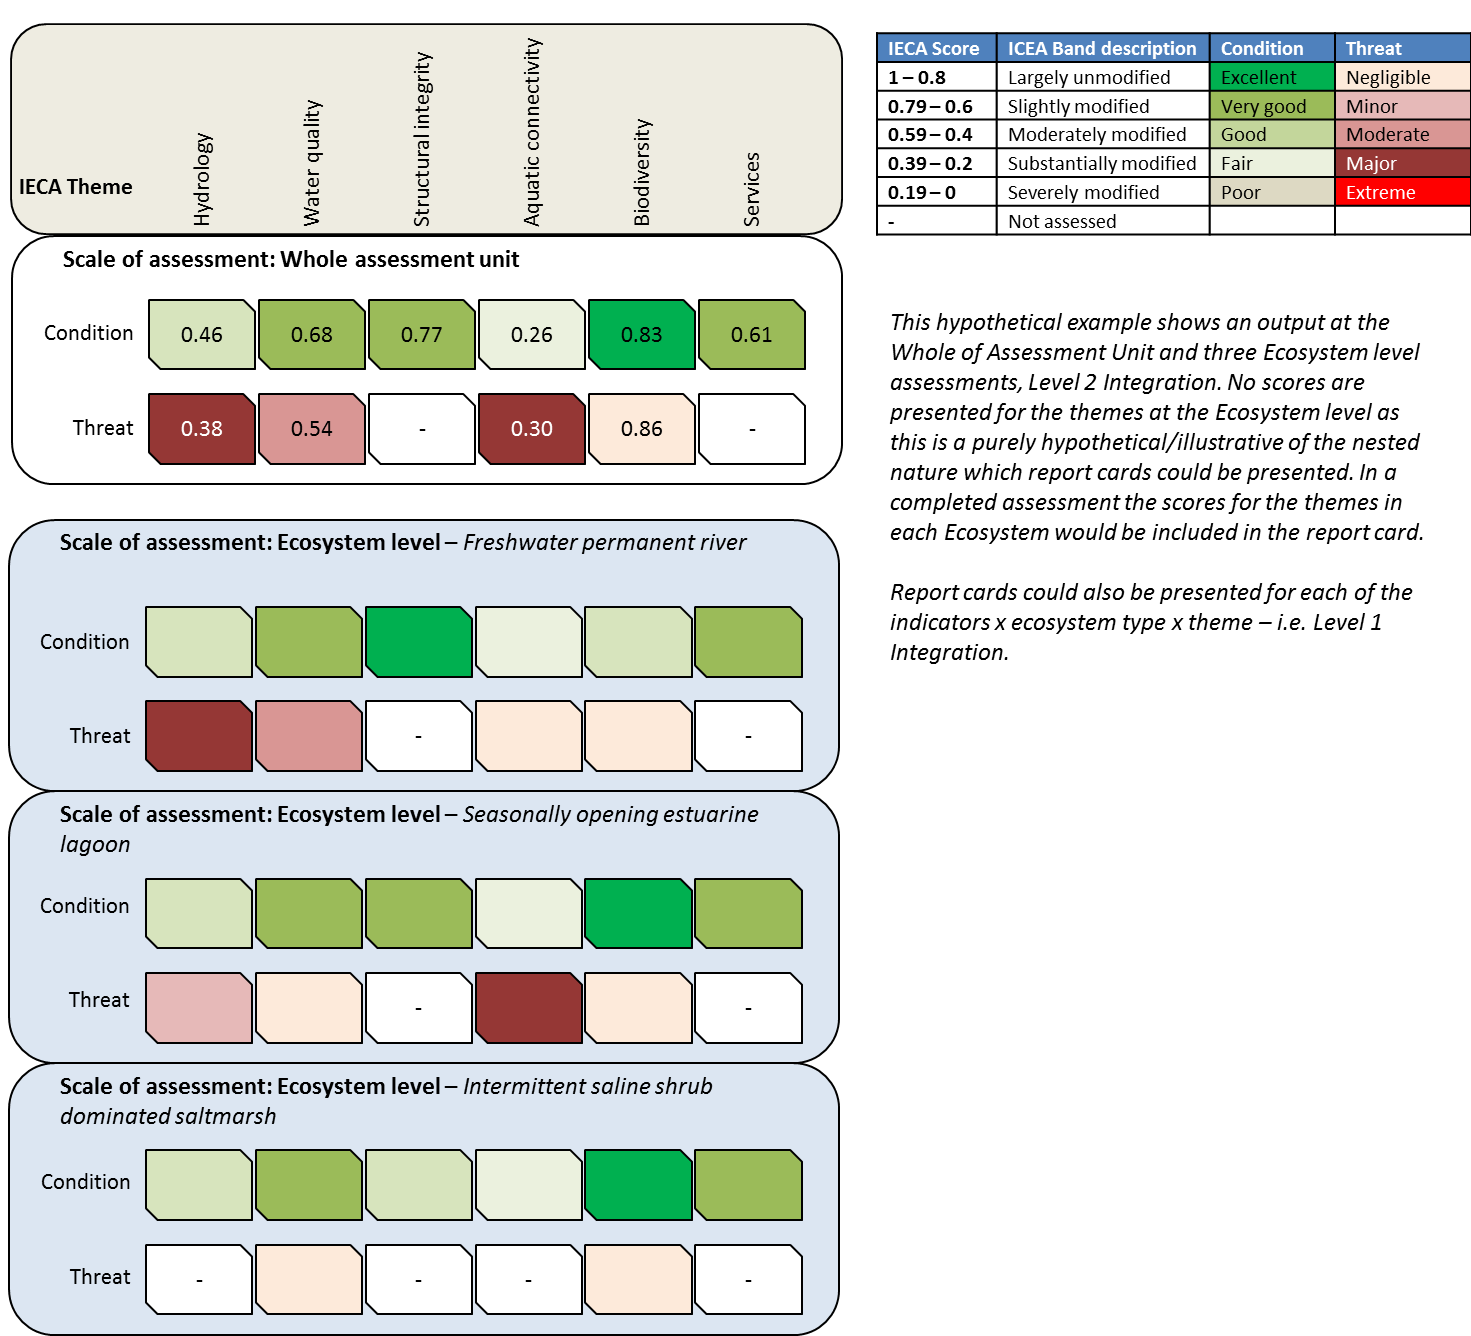 IECA Theme
Hydrology
Water quality
Structural integrity
Aquatic connectivity
Biodiversity
Services
Scale of assessment: Whole assessment unit
Condition 0.46 0.68 0.77 0.26 0.83 0.61
Threat 0.38 0.54 - 0.30 0.86 -
Scale of assessment: Ecosystem level – Freshwater permanent river
Condition
Threat - -
Scale of assessment: Ecosystem level – Seasonally opening estuarine
lagoon
Condition
Threat - -
Scale of assessment: Ecosystem level – Intermittent saline shrub
dominated saltmarsh
Condition
Threat - - - -
IECA Score ICEA Band description Condition Threat
1 – 0.8 Largely unmodified Excellent Negligible
0.79 – 0.6 Slightly modified Very good Minor
0.59 – 0.4 Moderately modified Good Moderate
0.39 – 0.2 Substantially modified Fair Major
0.19 – 0 Severely modified Poor Extreme
- Not assessed
This hypothetical example shows an output at the
Whole of Assessment Unit and three Ecosystem level
assessments, Level 2 Integration. No scores are
presented for the themes at the Ecosystem level as
this is a purely hypothetical/illustrative of the nested
nature which report cards could be presented. In a
completed assessment the scores for the themes in
each Ecosystem would be included in the report card.
Report cards could also be presented for each of the
indicators x ecosystem type x theme – i.e. Level 1
Integration.